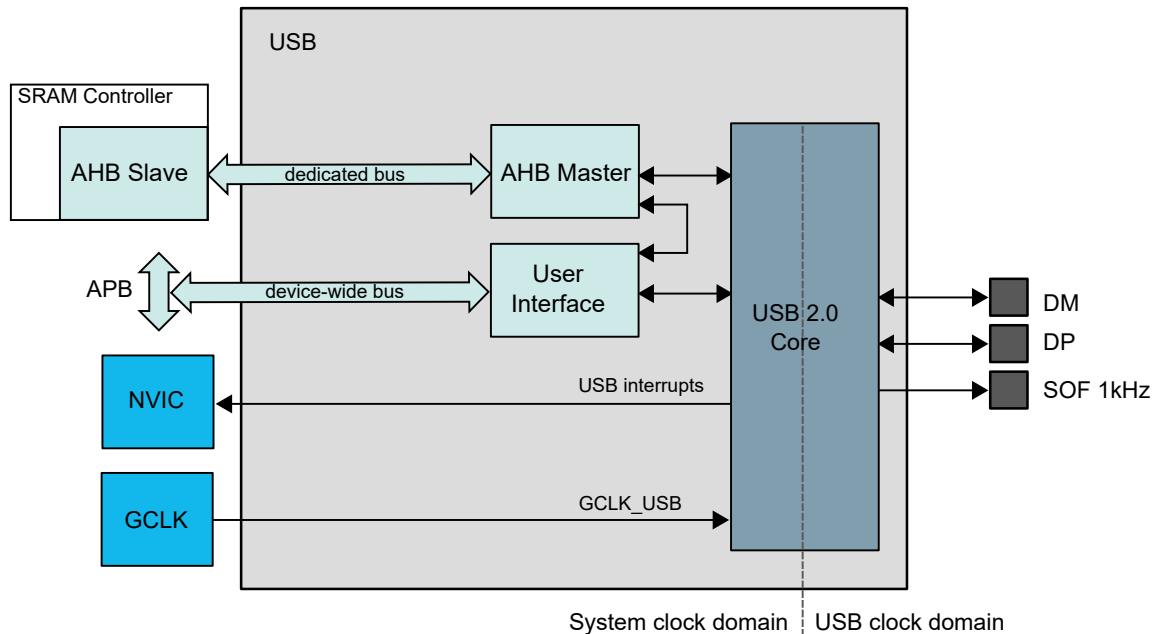 USB
SRAM Controller
AHB Slave
dedicated bus
AHB Master
APB
device-wide bus
User
Interface
USB 2.0
Core
DM
DP
SOF 1kHz
NVIC
USB interrupts
GCLK
GCLK_USB
System clock domain
USB clock domain